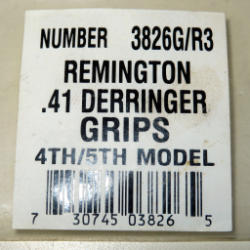 NUMBER 3826G/R3
REMINGTON
.41 DERRINGER
GRIPS
4TH/5TH MODEL
7 30745 03826 5